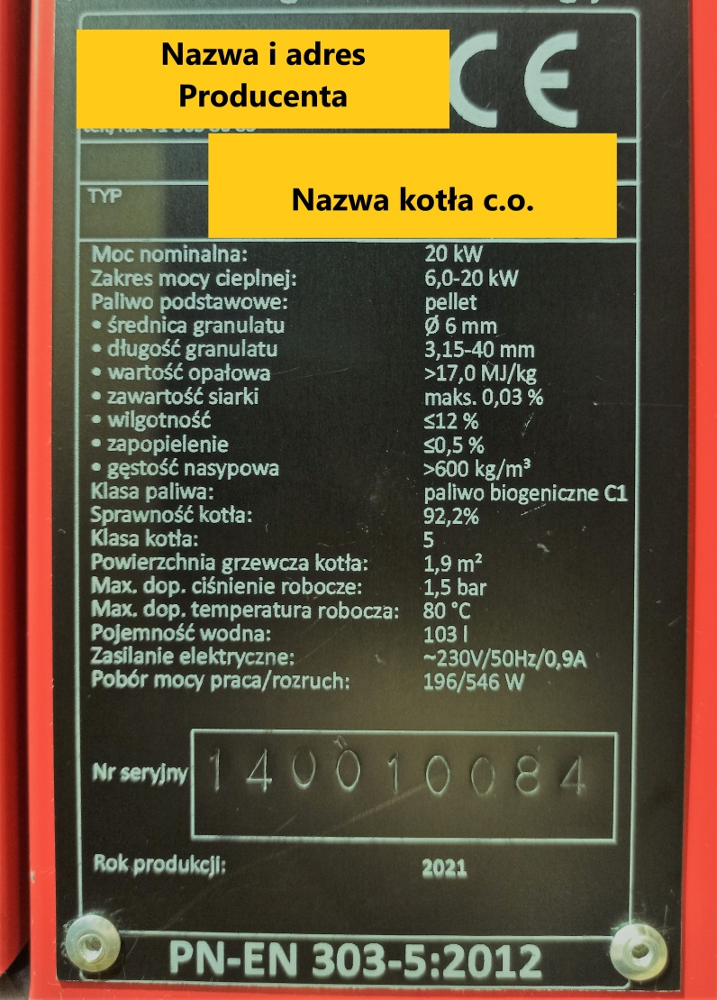 Nazwa i adres
Producenta
CE
TYP
Nazwa kotła c.o.
Moc nominalna: 20 kW
Zakres mocy cieplnej: 6,0-20 kW
Paliwo podstawowe: pellet
• średnica granulatu Ø 6 mm
• długość granulatu 3,15-40 mm
• wartość opałowa >17,0 MJ/kg
• zawartość siarki maks. 0,03 %
• wilgotność ≤12 %
• zapopielenie ≤0,5 %
• gęstość nasypowa >600 kg/m³
Klasa paliwa: paliwo biogeniczne C1
Sprawność kotła: 92,2%
Klasa kotła: 5
Powierzchnia grzewcza kotła: 1,9 m²
Max. dop. ciśnienie robocze: 1,5 bar
Max. dop. temperatura robocza: 80 °C
Pojemność wodna: 103 l
Zasilanie elektryczne: ~230V/50Hz/0,9A
Pobór mocy praca/rozruch: 196/546 W
Nr seryjny 140010084
Rok produkcji: 2021
PN-EN 303-5:2012